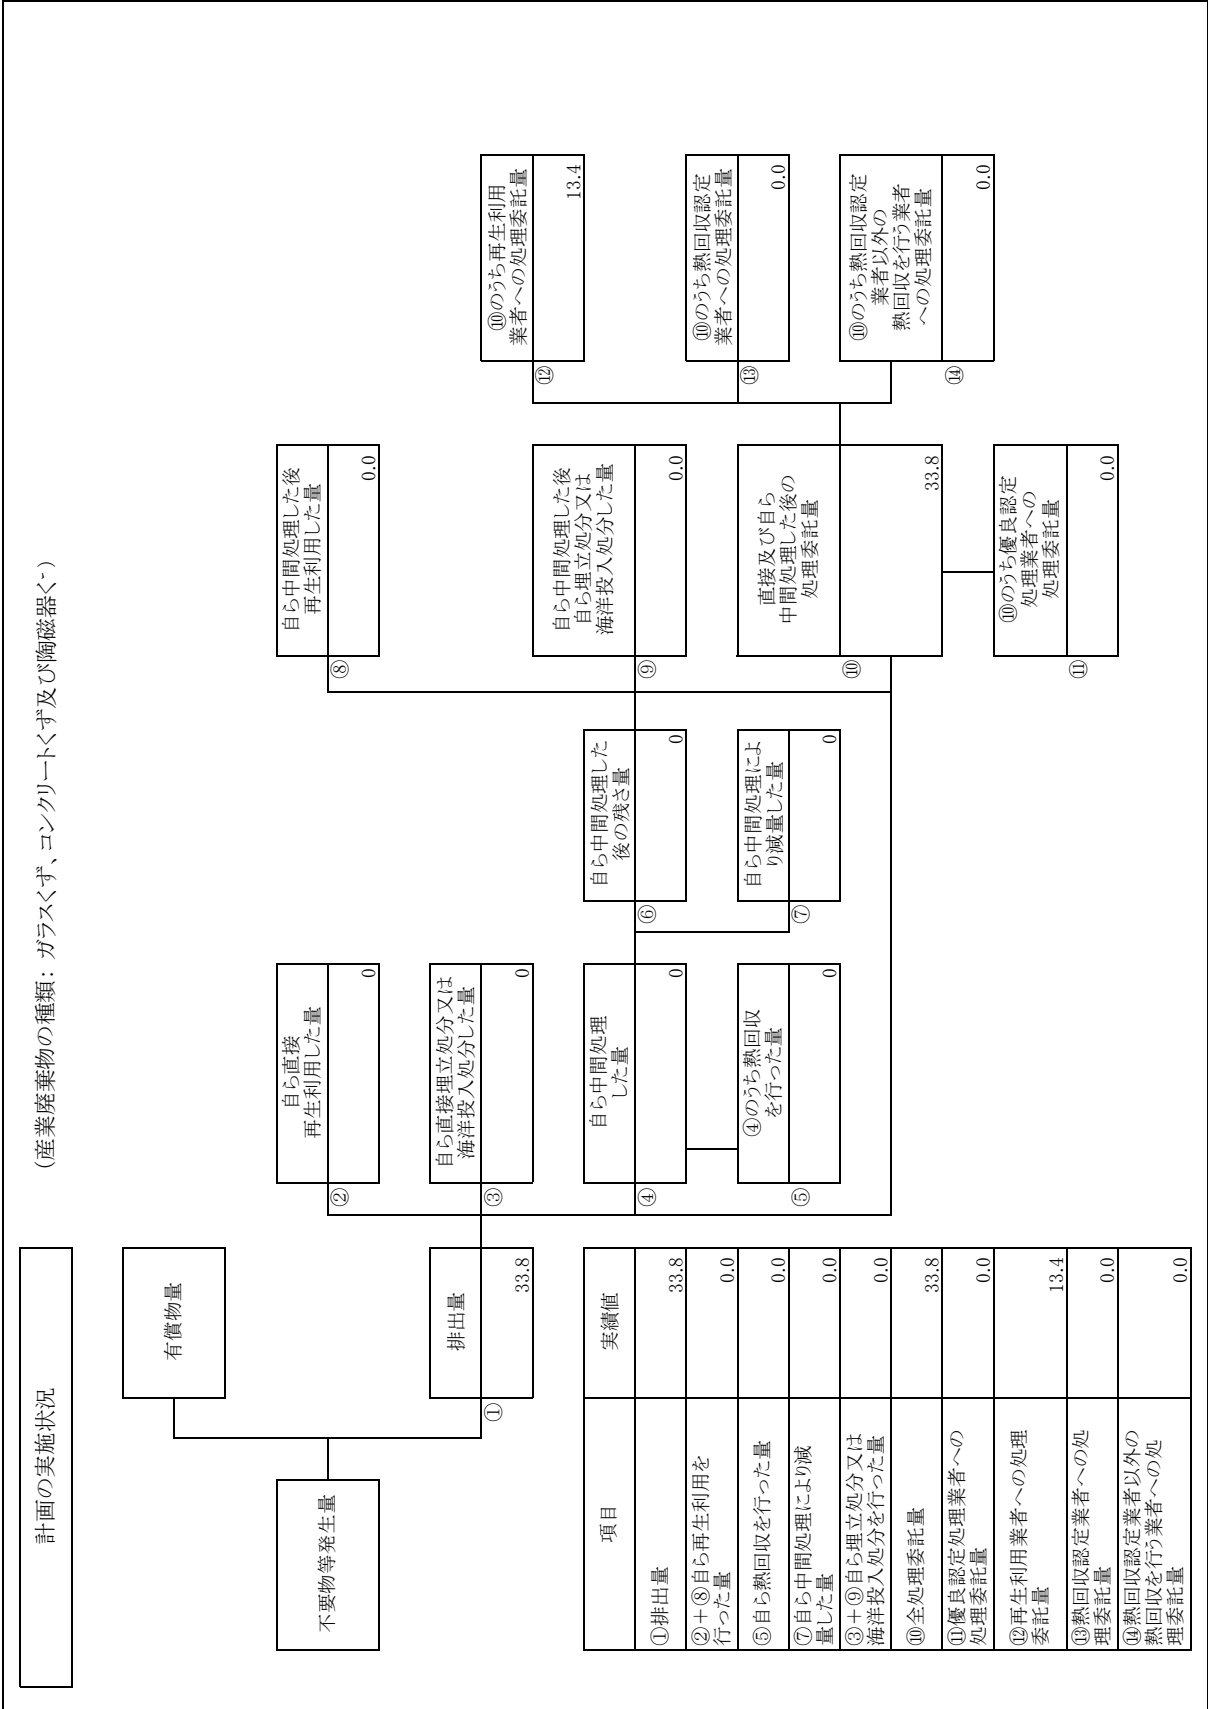 計画の実施状況
(産業廃棄物の種類：ガラスくず、コンクリートくず及び陶磁器く-)
不要物等発生量
有償物量
排出量
①
33.8
自ら直接
再生利用した量
②
0
自ら直接埋立処分又は
海洋投入処分した量
③
0
自ら中間処理
した量
④
0
④のうち熱回収
を行った量
⑤
0
自ら中間処理した
後の残さ量
⑥
0
自ら中間処理によ
り減量した量
⑦
0
自ら中間処理した後
再生利用した量
⑧
0.0
自ら中間処理した後
自ら埋立処分又は
海洋投入処分した量
⑨
0.0
直接及び自ら
中間処理した後の
処理委託量
⑩
33.8
⑩のうち優良認定
処理業者への
処理委託量
⑪
0.0
⑩のうち再生利用
業者への処理委託量
⑫
13.4
⑩のうち熱回収認定
業者への処理委託量
⑬
0.0
⑩のうち熱回収認定
業者以外の
熱回収を行う業者
への処理委託量
⑭
0.0
項目
実績値
①排出量
33.8
②＋⑧自ら再生利用を
行った量
0.0
⑤自ら熱回収を行った量
0.0
⑦自ら中間処理により減
量した量
0.0
③＋⑨自ら埋立処分又は
海洋投入処分を行った量
0.0
⑩全処理委託量
33.8
⑪優良認定処理業者への
処理委託量
0.0
⑫再生利用業者への処理
委託量
13.4
⑬熱回収認定業者への処
理委託量
0.0
⑭熱回収認定業者以外の
熱回収を行う業者への処
理委託量
0.0